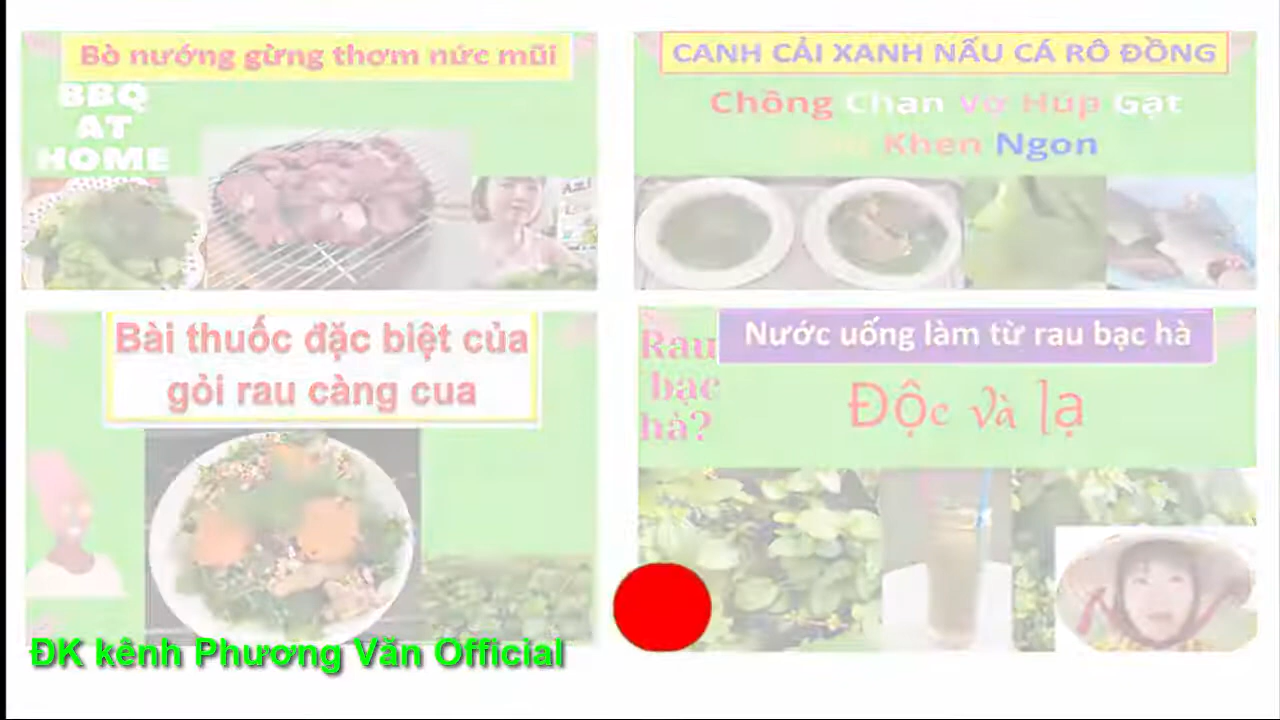 Bò nướng gừng thơm nức mũi
BBQ
AT
HOME
CANH CẢI XANH NẤU CÁ RÔ ĐỒNG
Chồng Chan Vợ Húp Gạt
Khen Ngon
Bài thuốc đặc biệt của
gỏi rau càng cua
Rau
bạc
hà?
Nước uống làm từ rau bạc hà
Độc và lạ
ĐK kênh Phương Văn Official